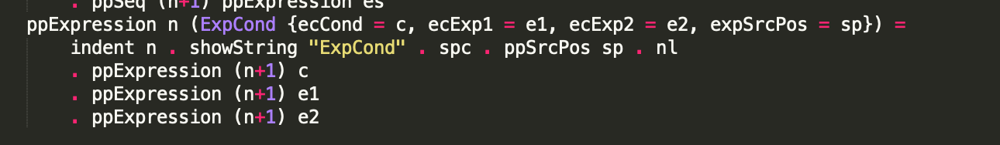 . ppSeq (n+1) ppExpression es
ppExpression n (ExpCond {ecCond = c, ecExp1 = e1, ecExp2 = e2, expSrcPos = sp}) =
    indent n . showString "ExpCond" . spc . ppSrcPos sp . nl
    . ppExpression (n+1) c
    . ppExpression (n+1) e1
    . ppExpression (n+1) e2